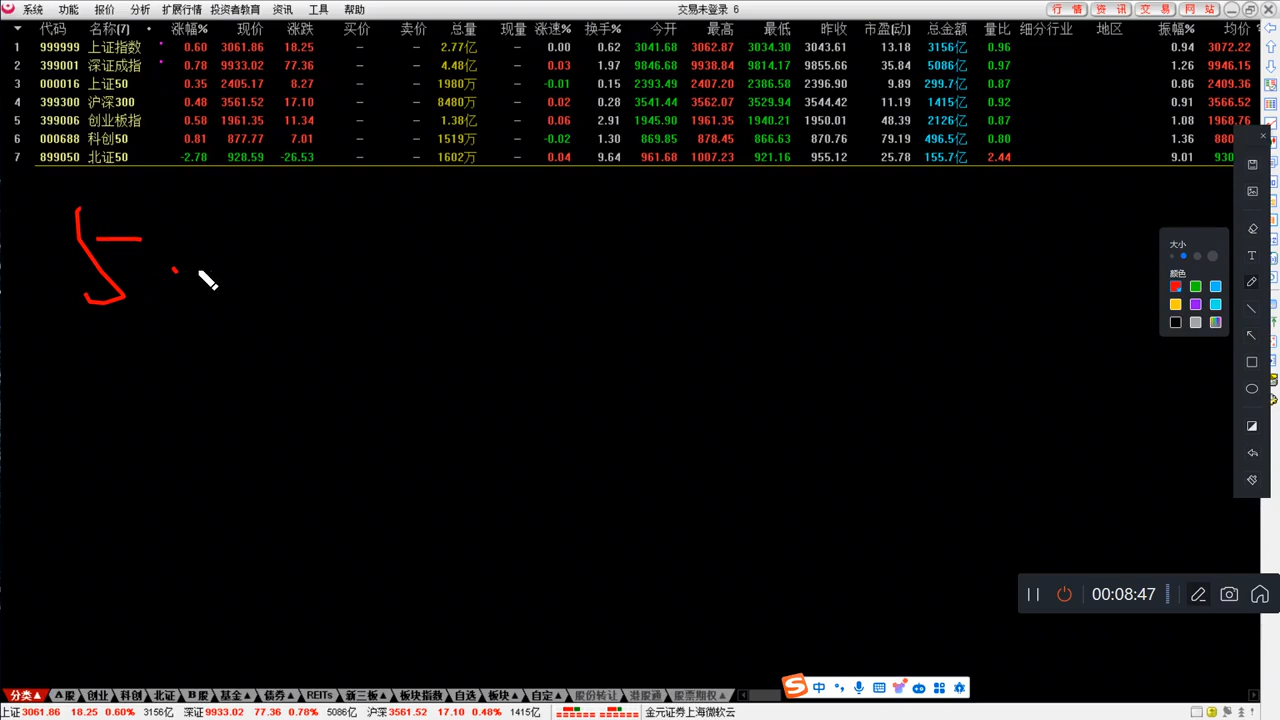 系统 功能 报价 分析 扩展行情 投资者教育 资讯 工具 帮助 交易未登录 6 行情 资讯 交易 网站
代码 名称(7) 涨幅% 现价 涨跌 买价 卖价 总量 现量 涨速% 换手% 今开 最高 最低 昨收 市盈(动) 总金额 量比 细分行业 地区 振幅% 均价
1 999999 上证指数 0.60 3061.86 18.25 – – 2.77亿 – 0.00 0.62 3041.68 3062.87 3034.30 3043.61 13.18 3156亿 0.96 0.94 3072.22
2 399001 深证成指 0.78 9933.02 77.36 – – 4.48亿 – 0.03 1.97 9846.68 9938.84 9814.17 9855.66 35.84 5086亿 0.97 1.26 9946.15
3 000016 上证50 0.35 2405.17 8.27 – – 1980万 – -0.01 0.15 2393.49 2407.20 2386.58 2396.90 9.89 299.7亿 0.87 0.86 2409.36
4 399300 沪深300 0.48 3561.52 17.10 – – 8480万 – 0.02 0.28 3541.44 3562.07 3529.94 3544.42 11.19 1415亿 0.92 0.91 3566.52
5 399006 创业板指 0.58 1961.35 11.34 – – 1.38亿 – 0.06 2.91 1945.90 1961.35 1940.21 1950.01 48.39 2126亿 0.87 1.08 1968.76
6 000688 科创50 0.81 877.77 7.01 – – 1519万 – -0.02 1.30 869.85 878.45 866.63 870.76 79.19 496.5亿 0.80 1.36 880
7 899050 北证50 -2.78 928.59 -26.53 – – 1602万 – 0.04 9.64 961.68 1007.23 921.16 955.12 25.78 155.7亿 2.44 9.01 930
5
大小
颜色
T
00:08:47
中
分类▲ A股 创业 科创 北证 B股 基金▲ 债券▲ REITs 新三板▲ 板块指数 自选 板块▲ 自定▲ 股份转让 港股通 股票期权▲
上证3061.86 18.25 0.60% 3156亿 深证9933.02 77.36 0.78% 5086亿 沪深3561.52 17.10 0.48% 1415亿 金元证券上海微软云